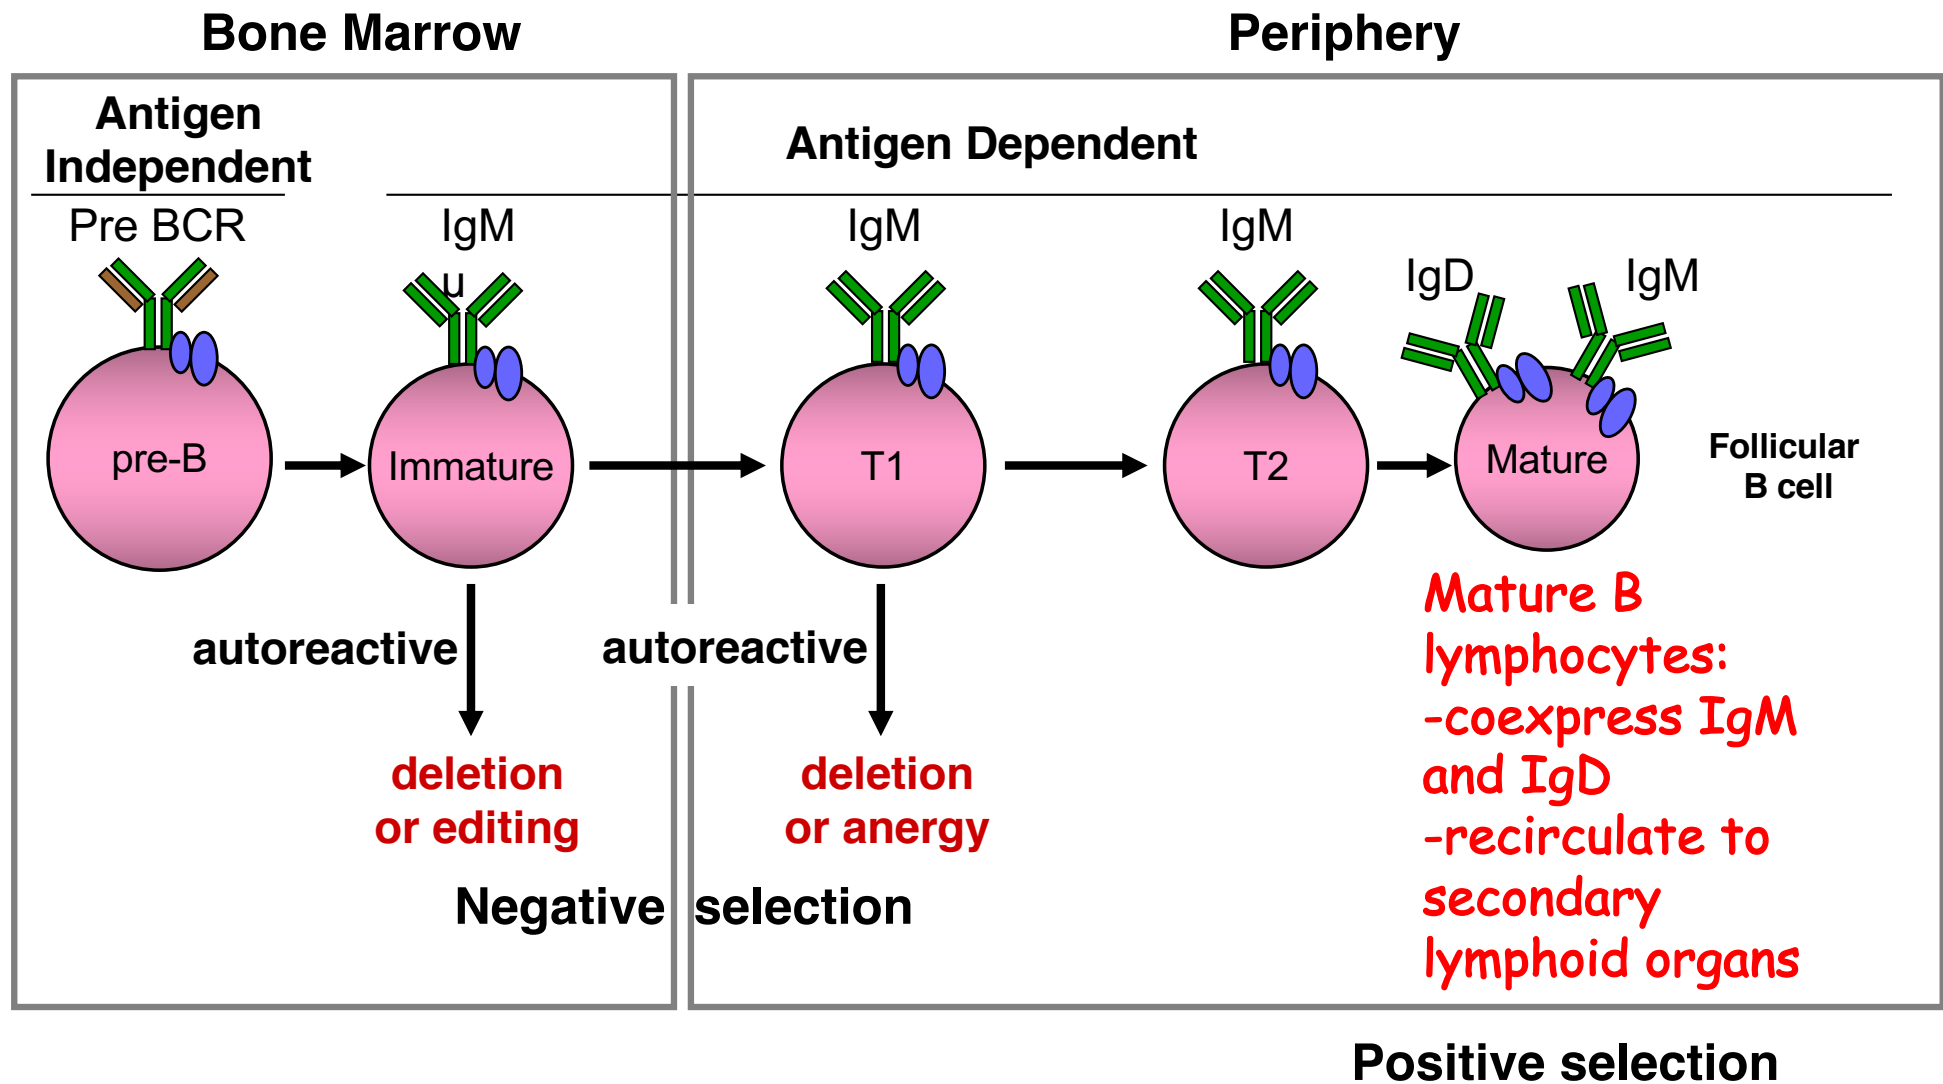 Bone Marrow
Periphery
Antigen
Independent
Antigen Dependent
Pre BCR
IgM
µ
IgM
IgM
IgD
IgM
pre-B
Immature
T1
T2
Mature
Follicular
B cell
autoreactive
autoreactive
deletion
or editing
deletion
or anergy
Negative selection
Mature B
lymphocytes:
-coexpress IgM
and IgD
-recirculate to
secondary
lymphoid organs
Positive selection